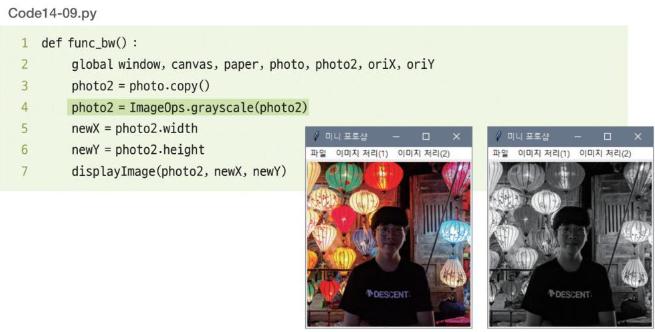 Code14-09.py
1 def func_bw() :
2 global window, canvas, paper, photo, photo2, oriX, oriY
3 photo2 = photo.copy()
4 photo2 = ImageOps.grayscale(photo2)
5 newX = photo2.width
6 newY = photo2.height
7 displayImage(photo2, newX, newY)
미니 포토샵
파일 이미지 처리(1) 이미지 처리(2)
DESCENTE
미니 포토샵
파일 이미지 처리(1) 이미지 처리(2)
DESCENTE